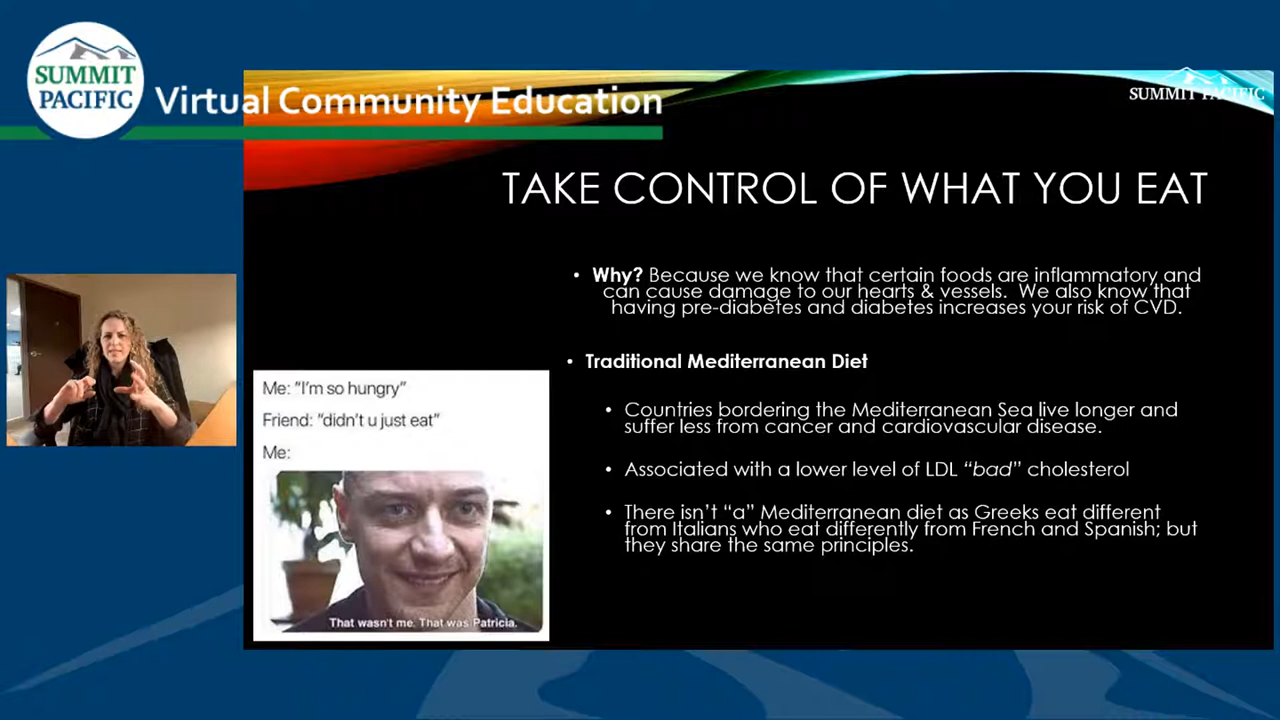 SUMMIT
PACIFIC
Virtual Community Education
SUMMIT PACIFIC
TAKE CONTROL OF WHAT YOU EAT
• Why? Because we know that certain foods are inflammatory and
can cause damage to our hearts & vessels. We also know that
having pre-diabetes and diabetes increases your risk of CVD.
• Traditional Mediterranean Diet
• Countries bordering the Mediterranean Sea live longer and
suffer less from cancer and cardiovascular disease.
• Associated with a lower level of LDL “bad” cholesterol
• There isn’t “a” Mediterranean diet as Greeks eat different
from Italians who eat differently from French and Spanish; but
they share the same principles.
Me: “I’m so hungry”
Friend: “didn’t u just eat”
Me:
That wasn't me. That was Patricia.